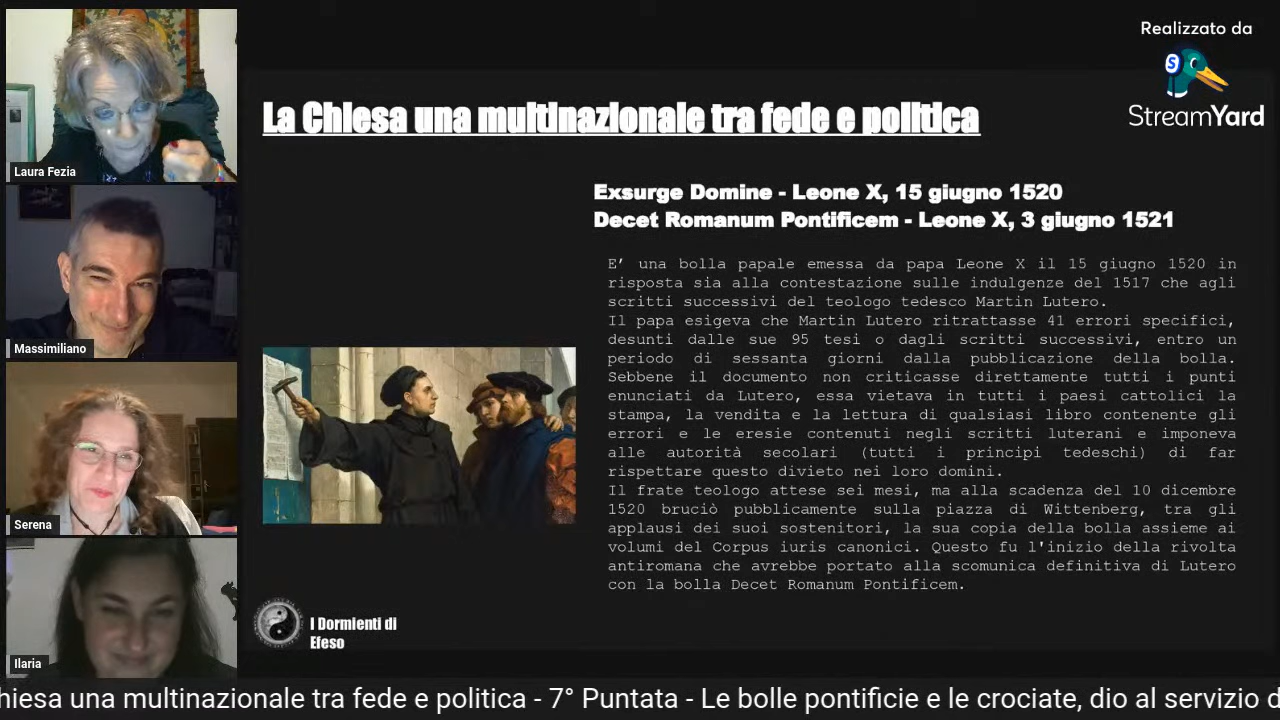 Realizzato da
StreamYard
La Chiesa una multinazionale tra fede e politica
Exsurge Domine - Leone X, 15 giugno 1520
Decet Romanum Pontificem - Leone X, 3 giugno 1521
E' una bolla papale emessa da papa Leone X il 15 giugno 1520 in
risposta sia alla contestazione sulle indulgenze del 1517 che agli
scritti successivi del teologo tedesco Martin Lutero.
Il papa esigeva che Martin Lutero ritrattasse 41 errori specifici,
desunti dalle sue 95 tesi o dagli scritti successivi, entro un
periodo di sessanta giorni dalla pubblicazione della bolla.
Sebbene il documento non criticasse direttamente tutti i punti
enunciati da Lutero, essa vietava in tutti i paesi cattolici la
stampa, la vendita e la lettura di qualsiasi libro contenente gli
errori e le eresie contenuti negli scritti luterani e imponeva
alle autorità secolari (tutti i principi tedeschi) di far
rispettare questo divieto nei loro domini.
Il frate teologo attese sei mesi, ma alla scadenza del 10 dicembre
1520 bruciò pubblicamente sulla piazza di Wittenberg, tra gli
applausi dei suoi sostenitori, la sua copia della bolla assieme ai
volumi del Corpus iuris canonici. Questo fu l'inizio della rivolta
antiromana che avrebbe portato alla scomunica definitiva di Lutero
con la bolla Decet Romanum Pontificem.
I Dormienti di
Efeso
Laura Fezia
Massimiliano
Serena
Ilaria
hiesa una multinazionale tra fede e politica - 7° Puntata - Le bolle pontificie e le crociate, dio al servizio d